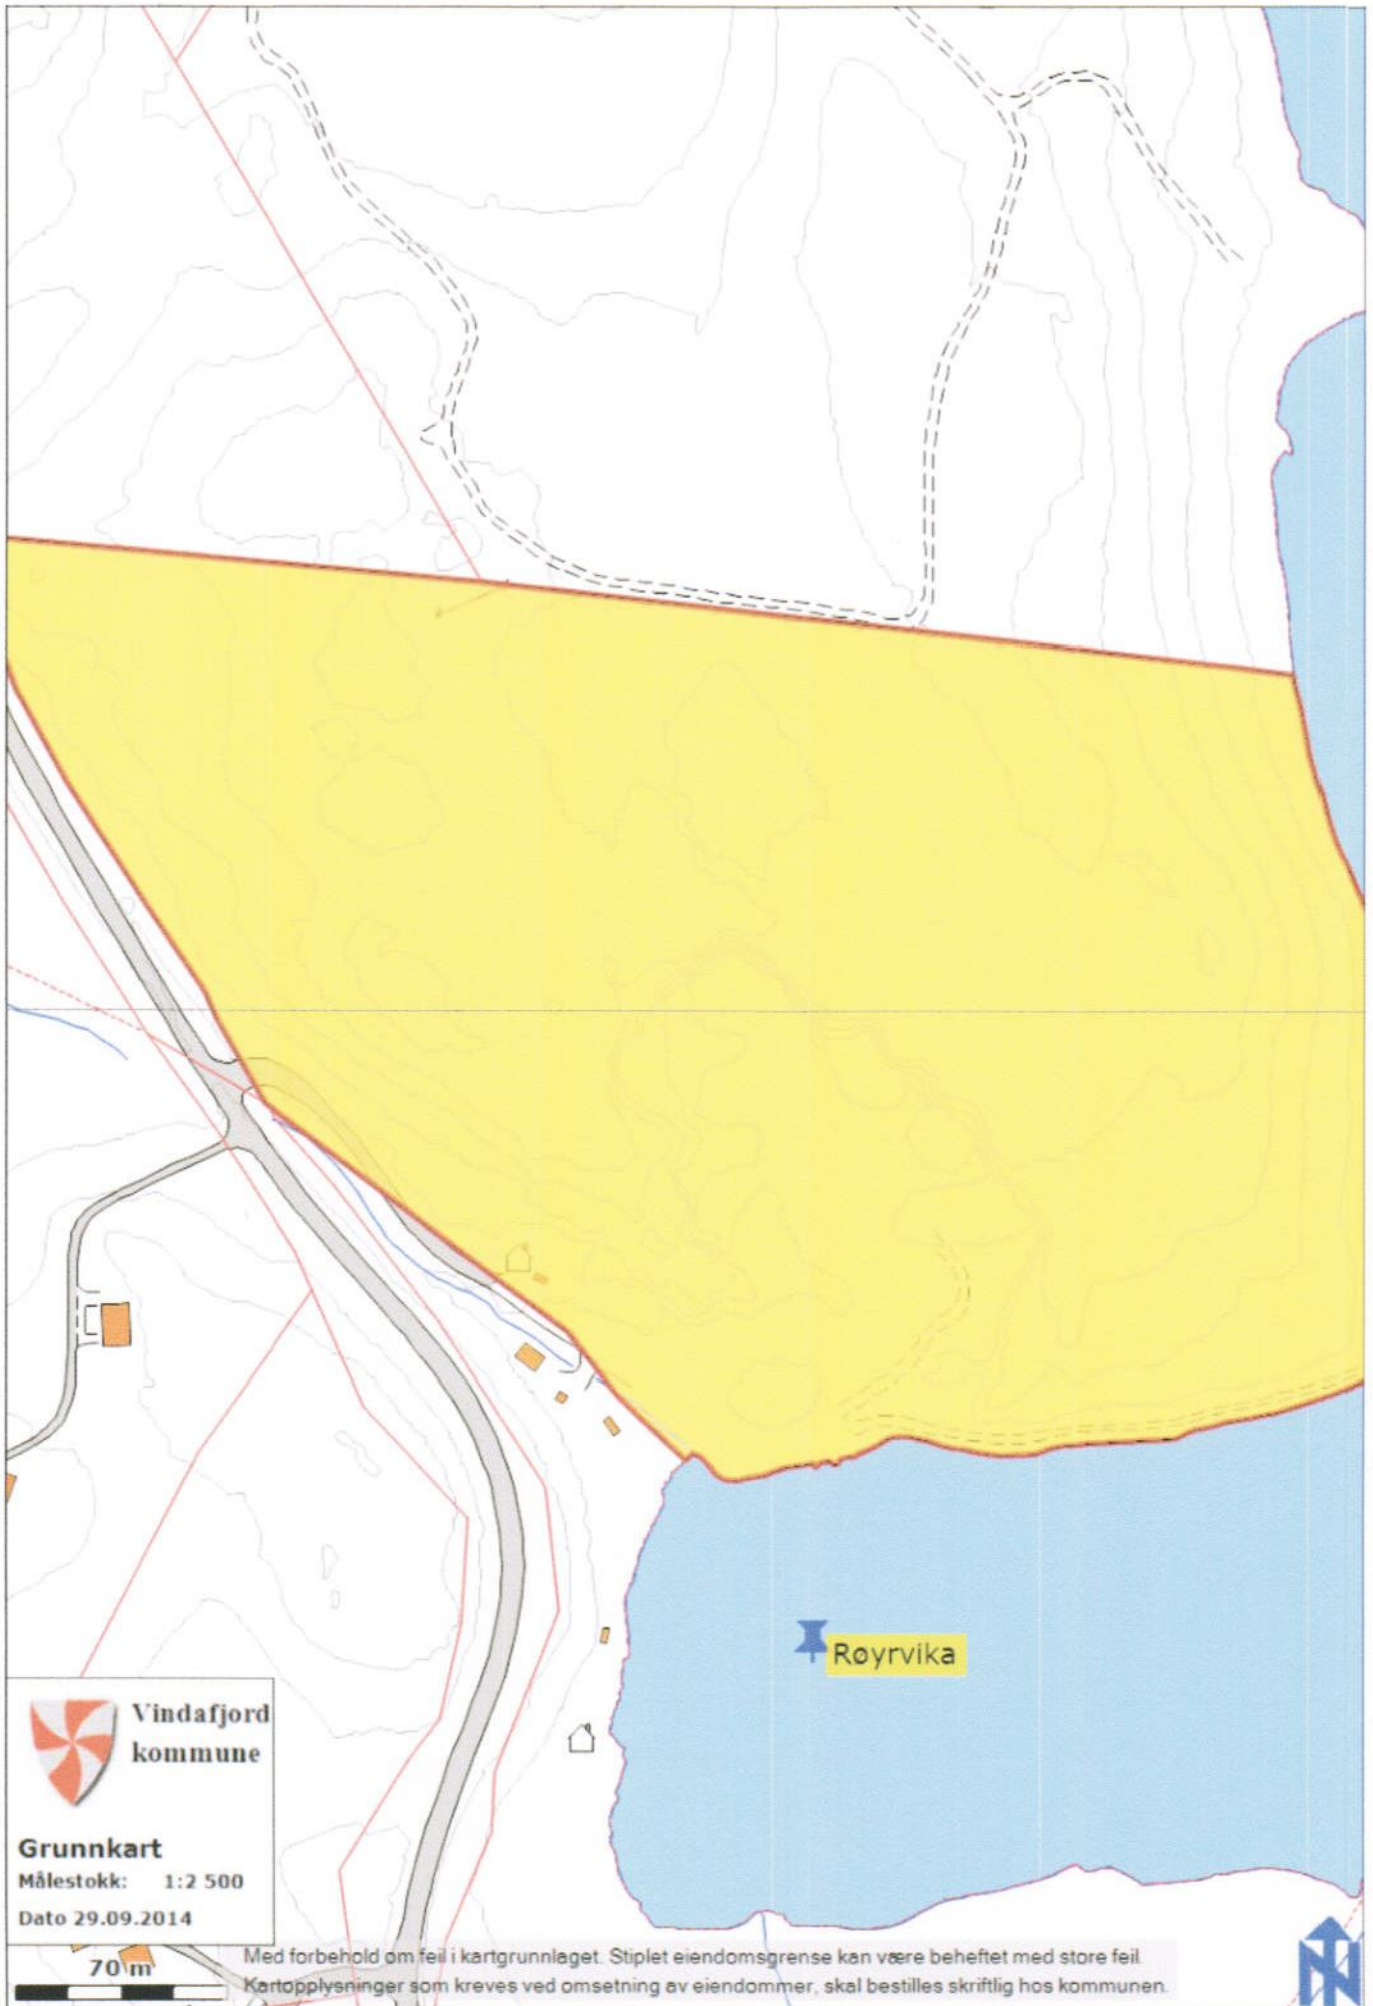 Røyrvika
Vindafjord
kommune
Grunnkart
Målestokk: 1:2 500
Dato 29.09.2014
70 m
Med forbehold om feil i kartgrunnlaget. Stiplet eiendomsgrense kan være beheftet med store feil.
Kartopplysninger som kreves ved omsetning av eiendommer, skal bestilles skriftlig hos kommunen.
N